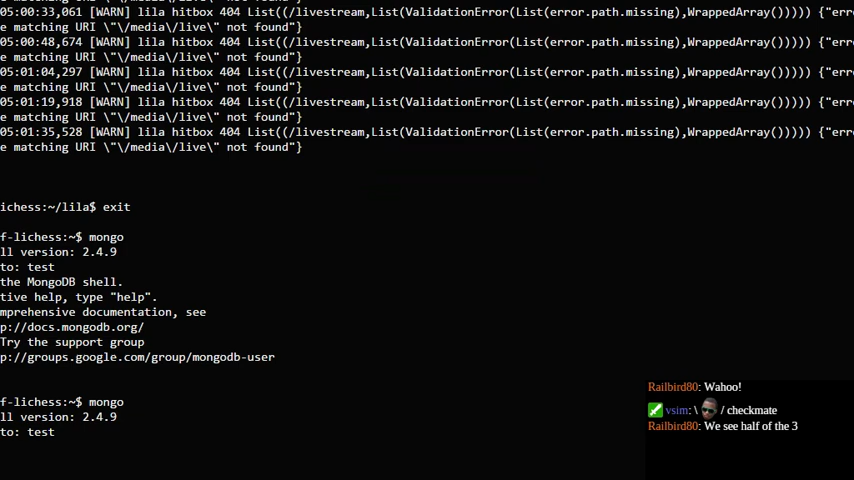 05:00:33,061 [WARN] lila hitbox 404 List((/livestream,List(ValidationError(List(error.path.missing),WrappedArray())))) {"erro
e matching URI \"\/media\/live\" not found"}
05:00:48,674 [WARN] lila hitbox 404 List((/livestream,List(ValidationError(List(error.path.missing),WrappedArray())))) {"erro
e matching URI \"\/media\/live\" not found"}
05:01:04,297 [WARN] lila hitbox 404 List((/livestream,List(ValidationError(List(error.path.missing),WrappedArray())))) {"erro
e matching URI \"\/media\/live\" not found"}
05:01:19,918 [WARN] lila hitbox 404 List((/livestream,List(ValidationError(List(error.path.missing),WrappedArray())))) {"erro
e matching URI \"\/media\/live\" not found"}
05:01:35,528 [WARN] lila hitbox 404 List((/livestream,List(ValidationError(List(error.path.missing),WrappedArray())))) {"erro
e matching URI \"\/media\/live\" not found"}
ichess:~/lila$ exit
f-lichess:~$ mongo
ll version: 2.4.9
to: test
the MongoDB shell.
tive help, type "help".
mprehensive documentation, see
p://docs.mongodb.org/
Try the support group
p://groups.google.com/group/mongodb-user
f-lichess:~$ mongo
ll version: 2.4.9
to: test
Railbird80: Wahoo!
vsim: \ / checkmate
Railbird80: We see half of the 3